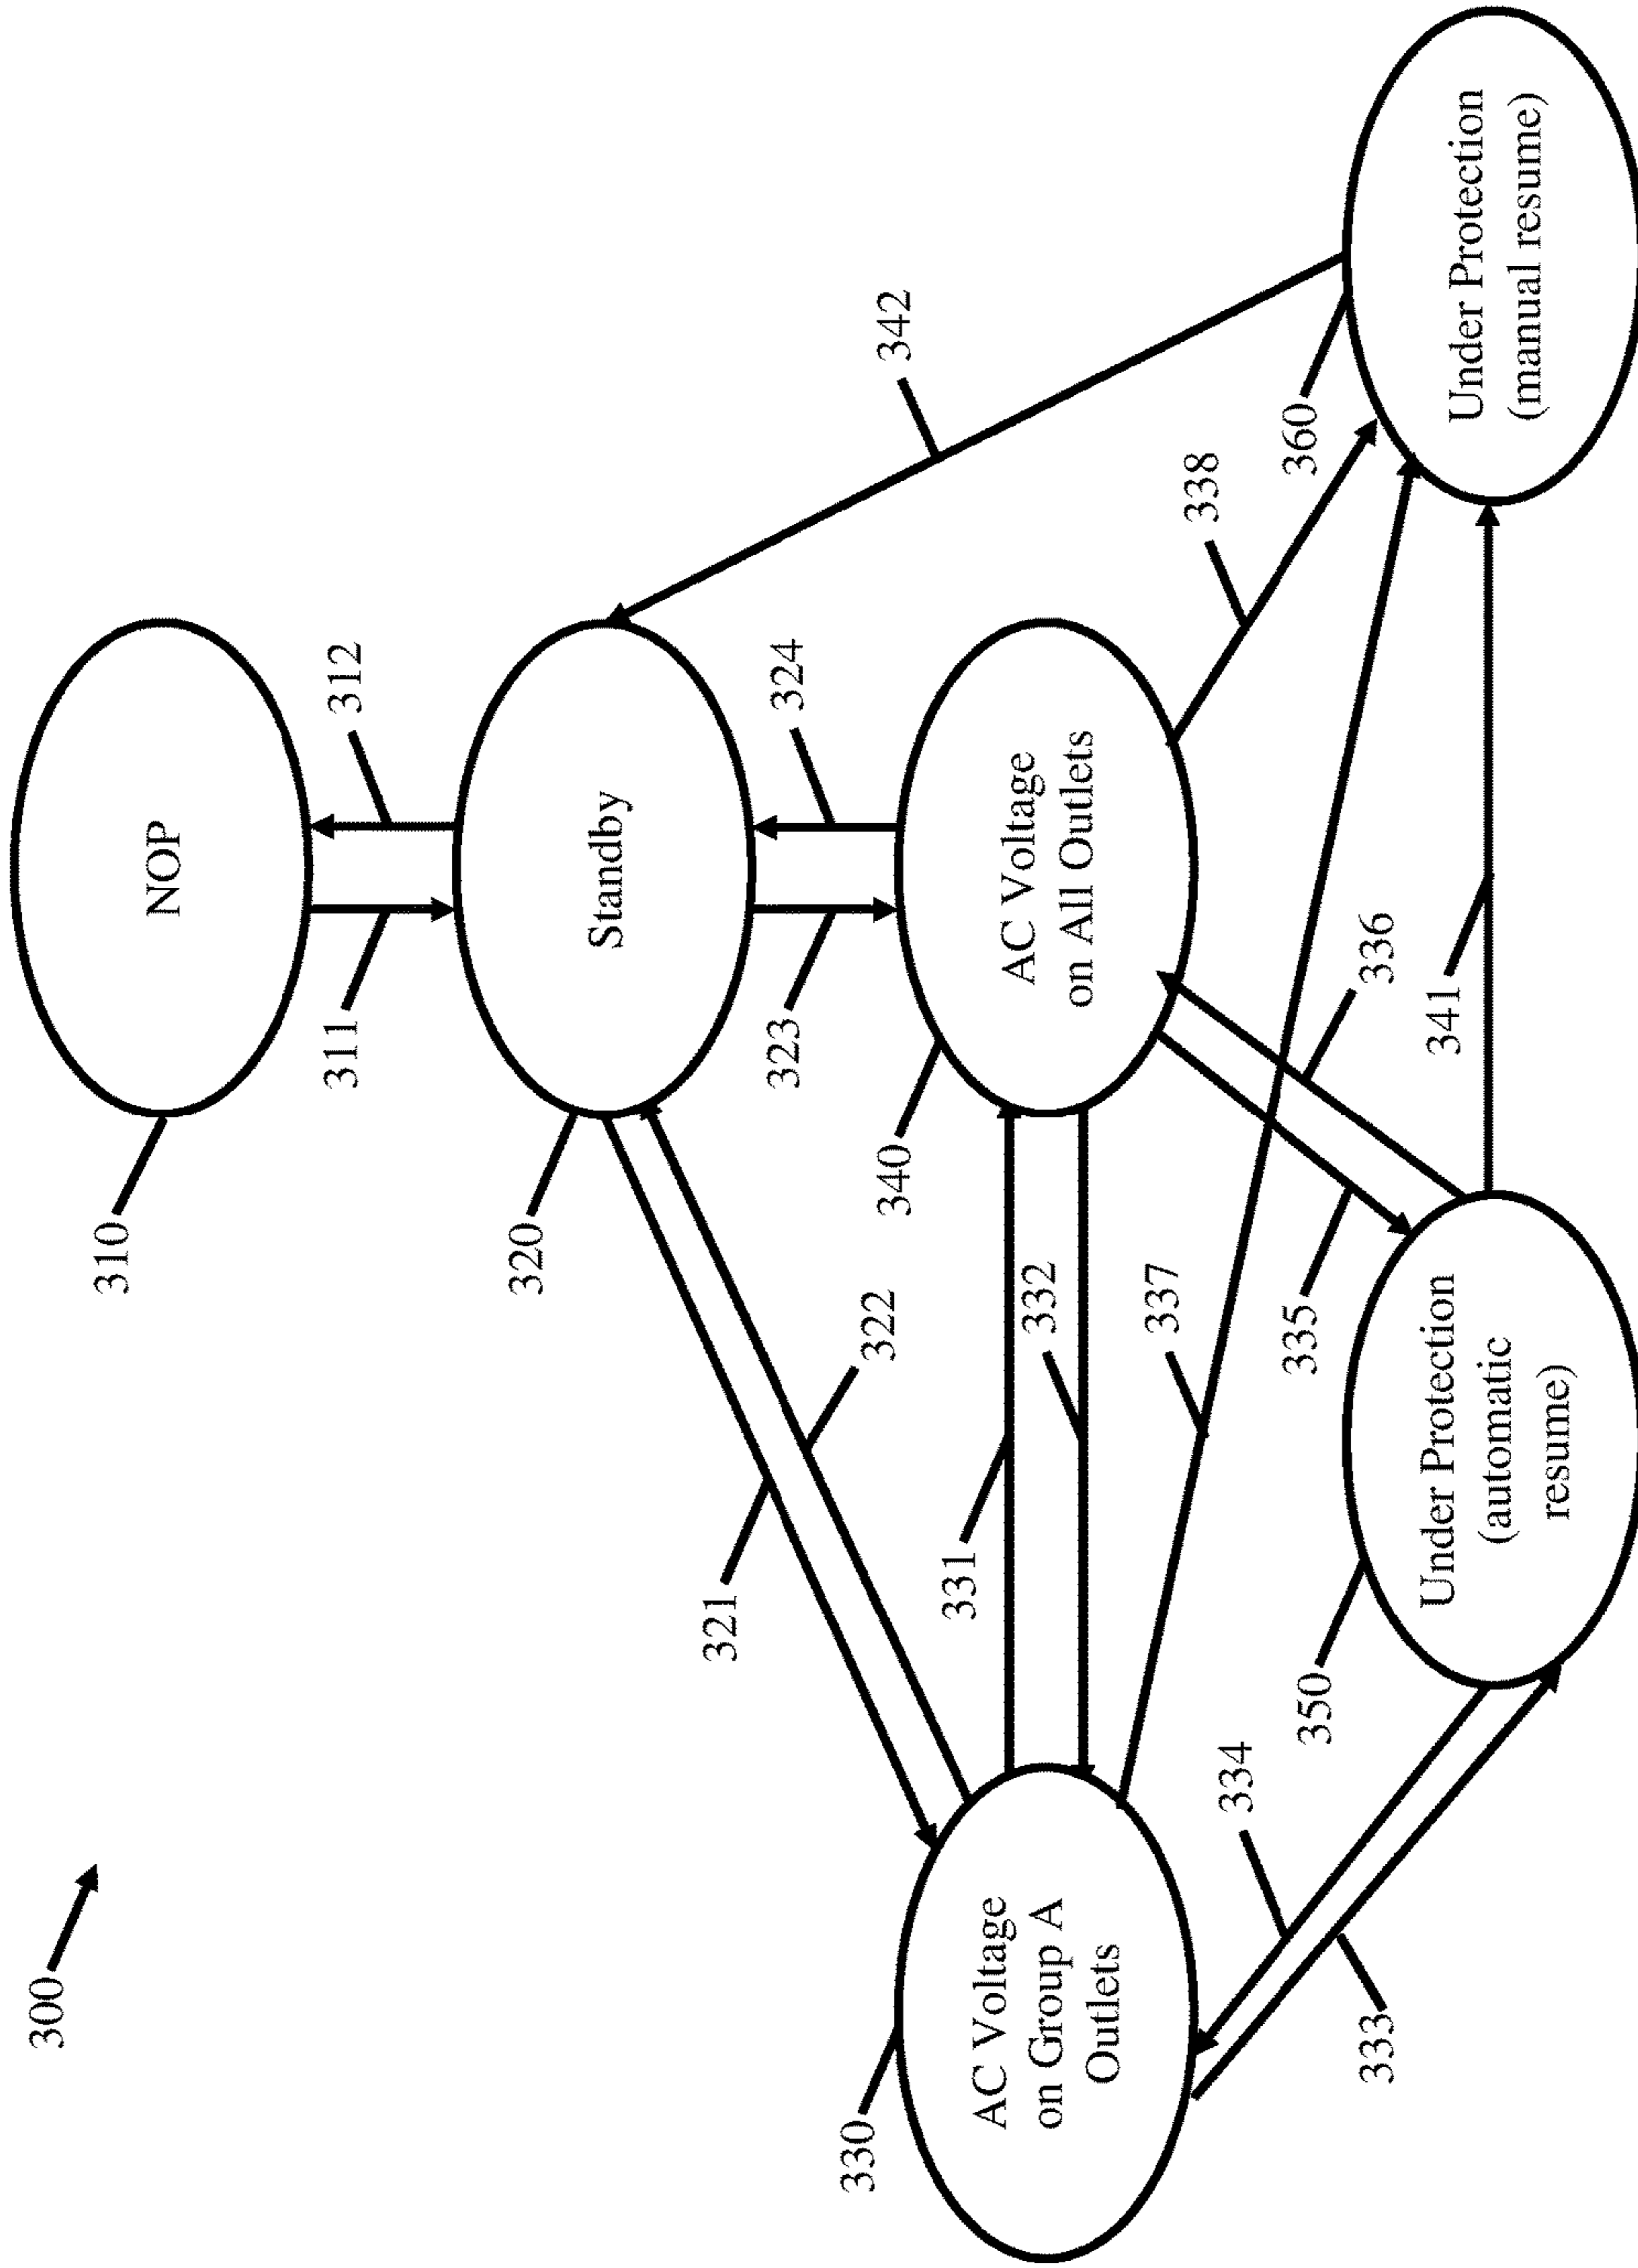 300
310
NOP
311
312
320
Standby
321
322
323
324
342
330
AC Voltage
on Group A
Outlets
331
332
340
AC Voltage
on All Outlets
337
338
334
333
335
336
350
Under Protection
(automatic
resume)
341
360
Under Protection
(manual resume)